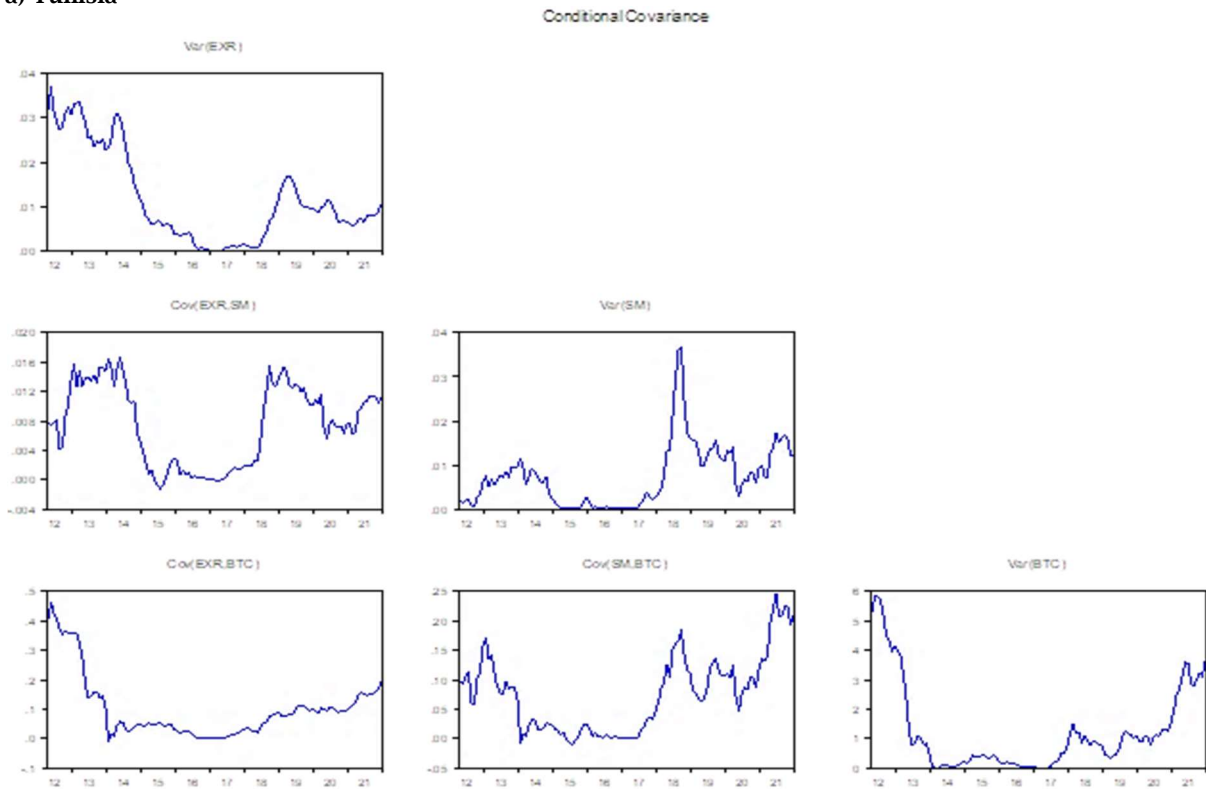 a) Tunisia
Conditional Covariance
Var(EXR)
.04
.03
.02
.01
.00
12 13 14 15 16 17 18 19 20 21
Cov(EXR,SM)
.020
.016
.012
.008
.004
.000
-.004
12 13 14 15 16 17 18 19 20 21
Var(SM)
.04
.03
.02
.01
.00
12 13 14 15 16 17 18 19 20 21
Cov(EXR,BTC)
.5
.4
.3
.2
.1
.0
-.1
12 13 14 15 16 17 18 19 20 21
Cov(SM,BTC)
.25
.20
.15
.10
.05
.00
-.05
12 13 14 15 16 17 18 19 20 21
Var(BTC)
6
5
4
3
2
1
0
12 13 14 15 16 17 18 19 20 21